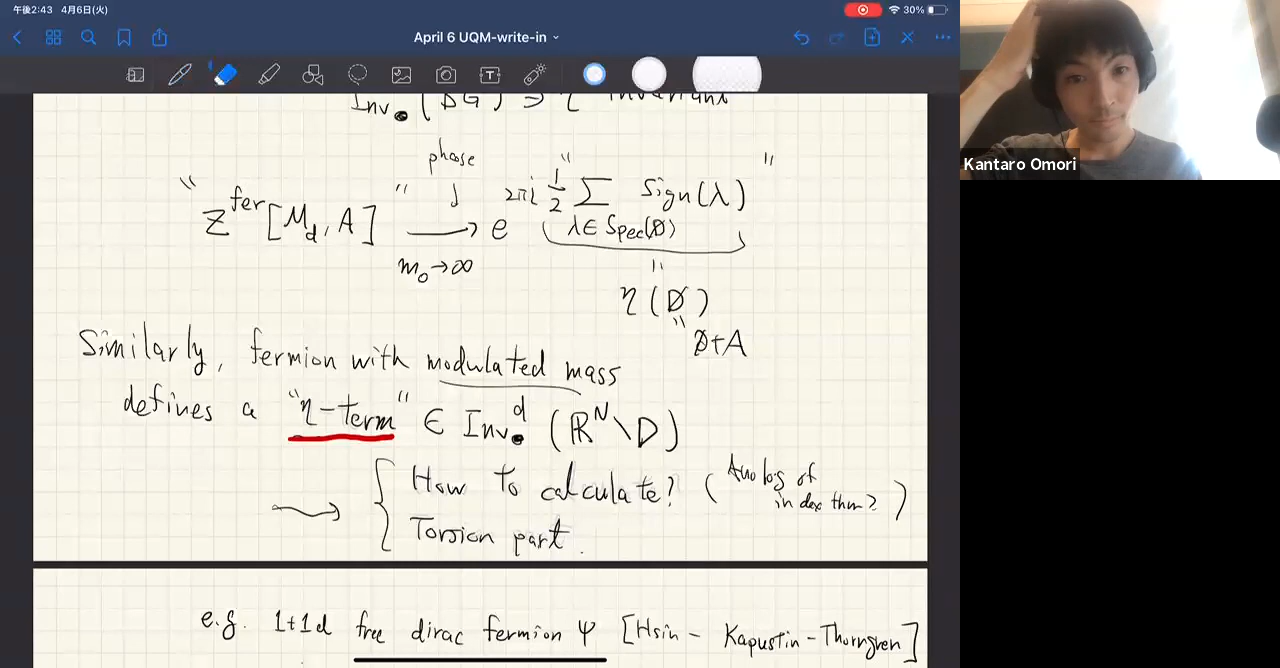 午後2:43 4月6日(火)
30%
April 6 UQM-write-in
Inv. (BG) ∋ η invariant
phase
"Z^fer [M_d, A]" → e^{2πi "1/2 Σ Sign(λ)"}
m₀→∞ λ∈Spec(D̸)
η(D̸)
∂̸+A
Similarly, fermion with modulated mass
defines a "η-term" ∈ Inv.^d (ℝ^N \ D)
How to calculate? (Analog of
index thm?)
Torsion part.
e.g. 1+1d free dirac fermion ψ [Hsin - Kapustin - Thorngren]
Kantaro Omori